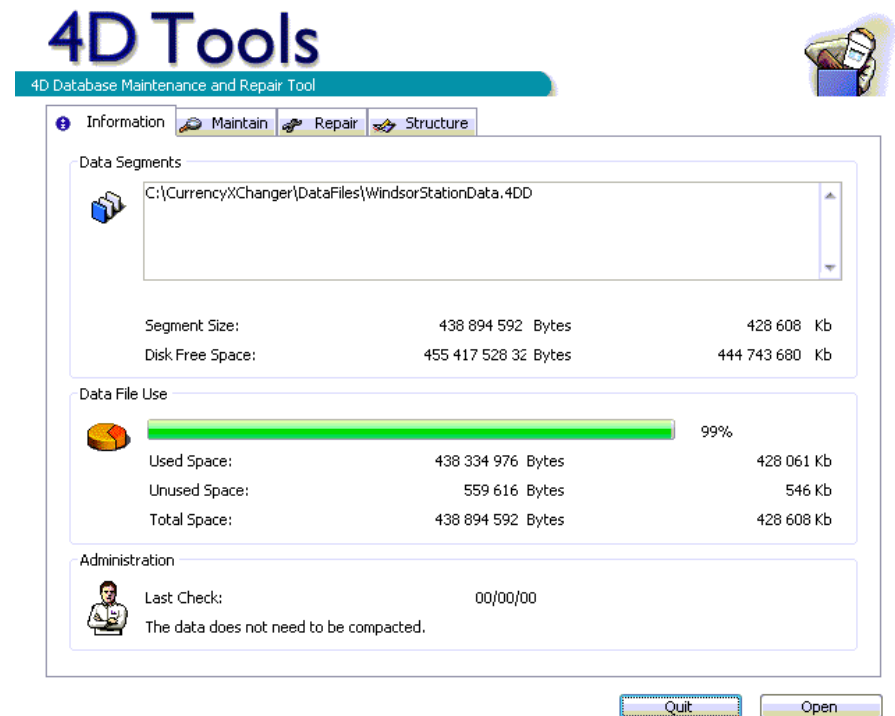 4D Tools
4D Database Maintenance and Repair Tool
Information Maintain Repair Structure
Data Segments
C:\CurrencyXChanger\DataFiles\WindsorStationData.4DD
Segment Size: 438 894 592 Bytes 428 608 Kb
Disk Free Space: 455 417 528 32 Bytes 444 743 680 Kb
Data File Use
99%
Used Space: 438 334 976 Bytes 428 061 Kb
Unused Space: 559 616 Bytes 546 Kb
Total Space: 438 894 592 Bytes 428 608 Kb
Administration
Last Check: 00/00/00
The data does not need to be compacted.
Quit Open